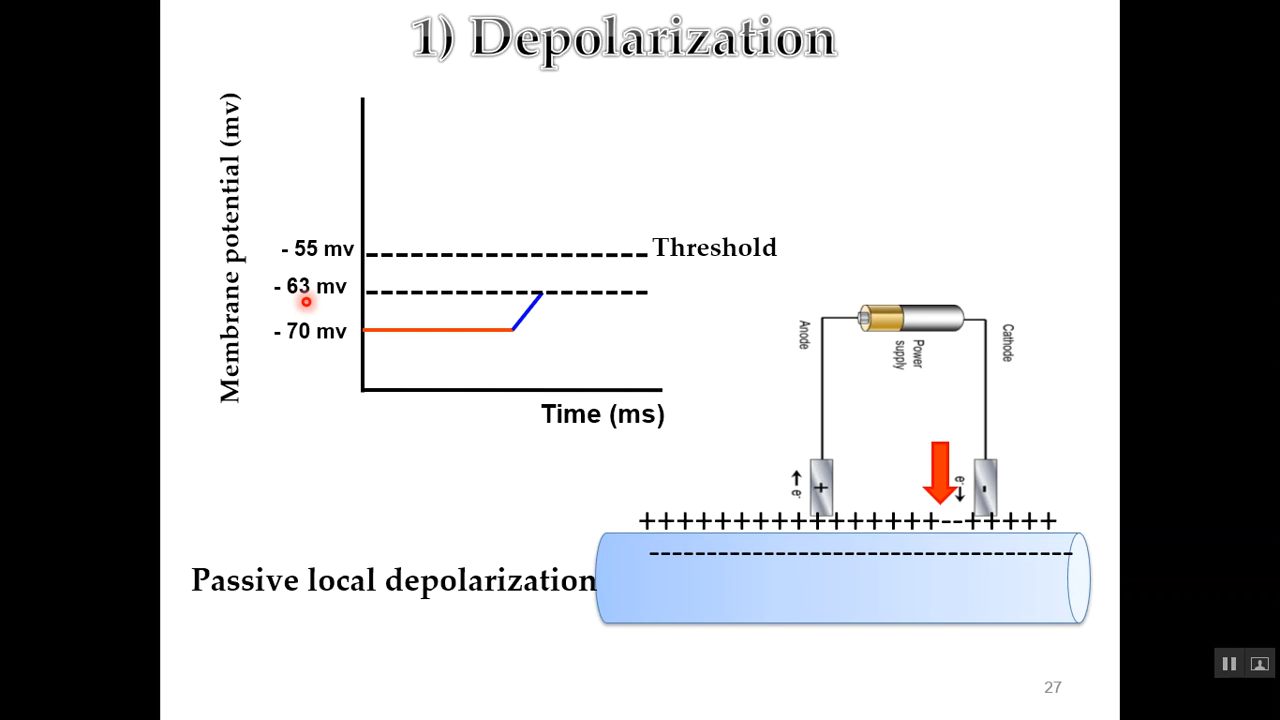 1) Depolarization
Membrane potential (mv)
- 55 mv
Threshold
- 63 mv
- 70 mv
Time (ms)
Anode
Power
supply
Cathode
+
e-
e-
-
+++++++++++++++++--+++++
-----------------------------------
Passive local depolarization
27